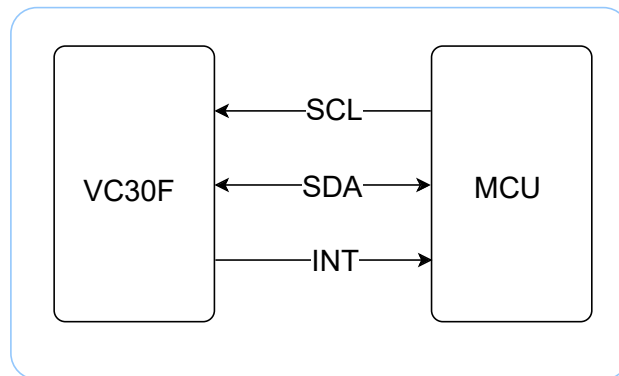 SCL
VC30F
SDA
MCU
INT